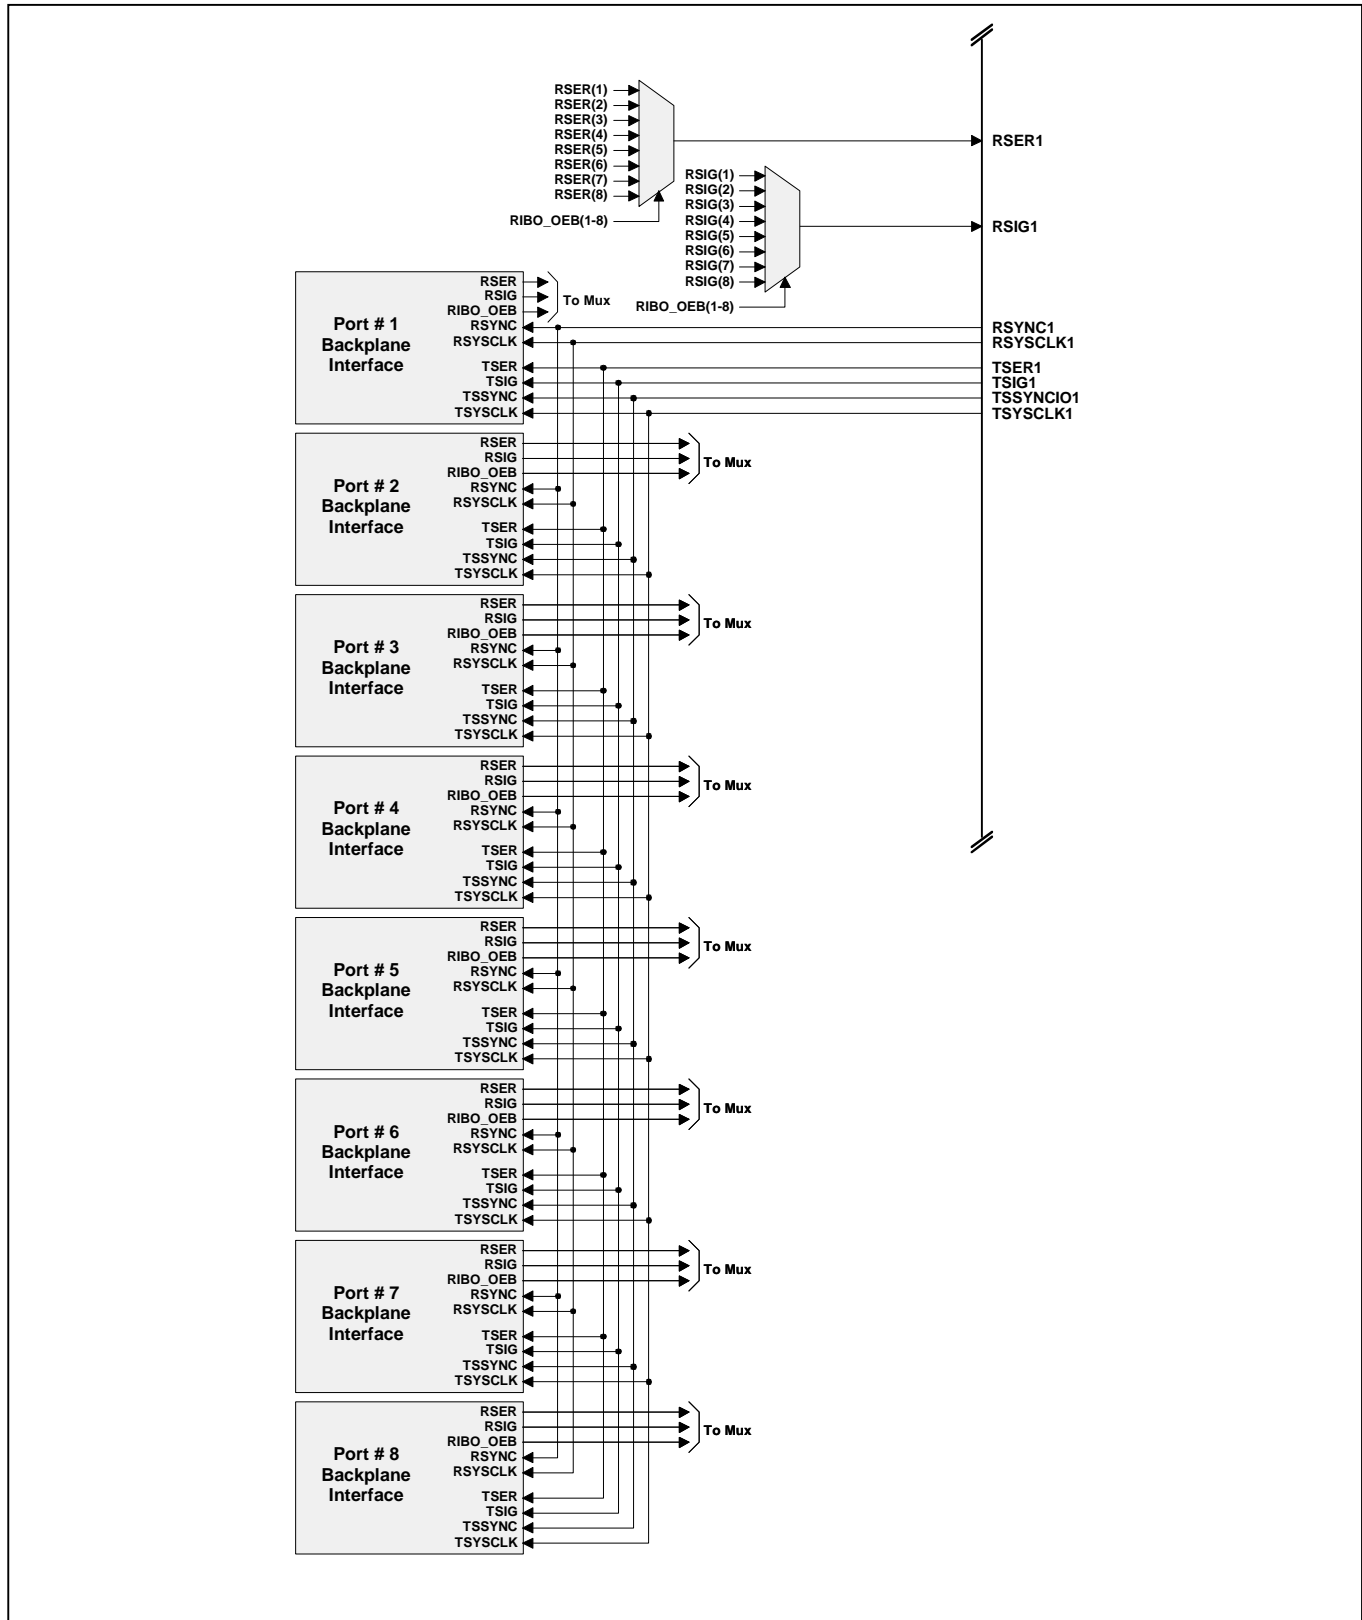 RSER(1)
RSER(2)
RSER(3)
RSER(4)
RSER(5)
RSER(6)
RSER(7)
RSER(8)
RIBO_OEB(1-8)
RSER1
RSIG(1)
RSIG(2)
RSIG(3)
RSIG(4)
RSIG(5)
RSIG(6)
RSIG(7)
RSIG(8)
RIBO_OEB(1-8)
RSIG1
Port # 1
Backplane
Interface
RSER
RSIG
RIBO_OEB
RSYNC
RSYSCLK
TSER
TSIG
TSSYNC
TSYSCLK
To Mux
RSYNC1
RSYSCLK1
TSER1
TSIG1
TSSYNCIO1
TSYSCLK1
Port # 2
Backplane
Interface
RSER
RSIG
RIBO_OEB
RSYNC
RSYSCLK
TSER
TSIG
TSSYNC
TSYSCLK
To Mux
Port # 3
Backplane
Interface
RSER
RSIG
RIBO_OEB
RSYNC
RSYSCLK
TSER
TSIG
TSSYNC
TSYSCLK
To Mux
Port # 4
Backplane
Interface
RSER
RSIG
RIBO_OEB
RSYNC
RSYSCLK
TSER
TSIG
TSSYNC
TSYSCLK
To Mux
Port # 5
Backplane
Interface
RSER
RSIG
RIBO_OEB
RSYNC
RSYSCLK
TSER
TSIG
TSSYNC
TSYSCLK
To Mux
Port # 6
Backplane
Interface
RSER
RSIG
RIBO_OEB
RSYNC
RSYSCLK
TSER
TSIG
TSSYNC
TSYSCLK
To Mux
Port # 7
Backplane
Interface
RSER
RSIG
RIBO_OEB
RSYNC
RSYSCLK
TSER
TSIG
TSSYNC
TSYSCLK
To Mux
Port # 8
Backplane
Interface
RSER
RSIG
RIBO_OEB
RSYNC
RSYSCLK
TSER
TSIG
TSSYNC
TSYSCLK
To Mux